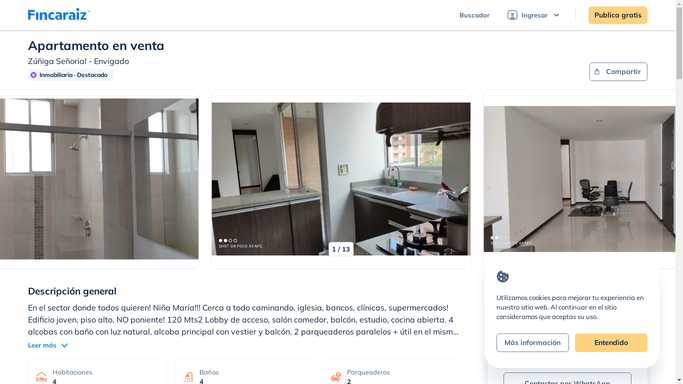 Fincaraiz
Buscador
Ingresar
Publica gratis
Apartamento en venta
Zúñiga Señorial - Envigado
Inmobiliaria · Destacado
Compartir
1 / 13
Descripción general
En el sector donde todos quieren! Niña María!!! Cerca a todo caminando, iglesia, bancos, clínicas, supermercados!
Edificio joven, piso alto, NO poniente! 120 Mts2 Lobby de acceso, salón comedor, balcón, estudio, cocina abierta. 4
alcobas con baño con luz natural, alcoba principal con vestier y balcón. 2 parqueaderos paralelos + útil en el mism...
Leer más
Habitaciones
4
Baños
4
Parqueaderos
2
Utilizamos cookies para mejorar tu experiencia en
nuestro sitio web. Al continuar en el sitio
consideramos que aceptas su uso.
Más información
Entendido
Contactar por WhatsApp